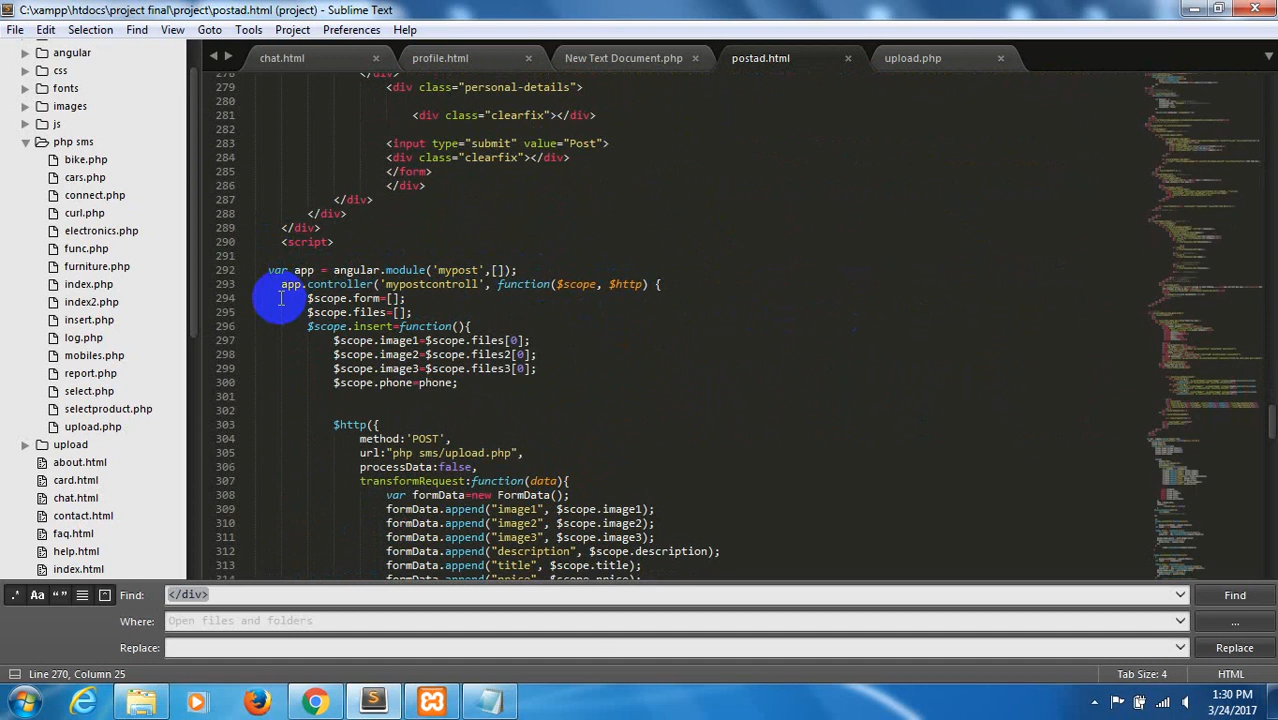 C:\xampp\htdocs\project final\project\postad.html (project) - Sublime Text
File Edit Selection Find View Goto Tools Project Preferences Help
chat.html profile.html New Text Document.php postad.html upload.php
angular
css
fonts
images
js
php sms
bike.php
cars.php
connect.php
curl.php
electronics.php
func.php
furniture.php
index.php
index2.php
insert.php
log.php
mobiles.php
report.php
select.php
selectproduct.php
upload.php
upload
about.html
card.html
chat.html
contact.html
faq.html
help.html
index.html
278 </div>
279 <div class="personal-details">
280
281 <div class="clearfix"></div>
282
283 <input type="submit" value="Post">
284 <div class="clearfix"></div>
285 </form>
286 </div>
287 </div>
288 </div>
289 </div>
290 <script>
291
292 var app = angular.module('mypost',[]);
293 app.controller('mypostcontroll', function($scope, $http) {
294 $scope.form=[];
295 $scope.files=[];
296 $scope.insert=function(){
297 $scope.image1=$scope.files[0];
298 $scope.image2=$scope.files2[0];
299 $scope.image3=$scope.files3[0];
300 $scope.phone=phone;
301
302
303 $http({
304 method:'POST',
305 url:"php sms/upload.php",
306 processData:false,
307 transformRequest:function(data){
308 var formData=new FormData();
309 formData.append("image1", $scope.image1);
310 formData.append("image2", $scope.image2);
311 formData.append("image3", $scope.image3);
312 formData.append("description", $scope.description);
313 formData.append("title", $scope.title);
314 formData.append("price", $scope.price);
.* Aa “ ” Find: </div> Find
Where: Open files and folders ...
Replace: Replace
Line 270, Column 25 Tab Size: 4 HTML
1:30 PM
3/24/2017